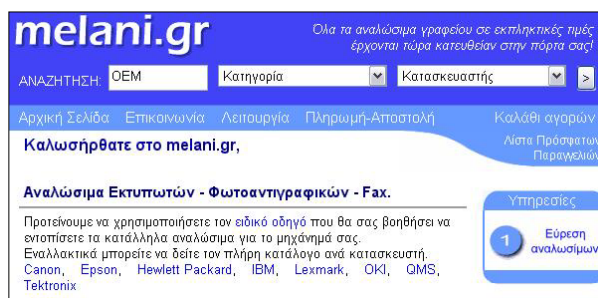 melani.gr
Όλα τα αναλώσιμα γραφείου σε εκπληκτικές τιμές
έρχονται τώρα κατευθείαν στην πόρτα σας!
ΑΝΑΖΗΤΗΣΗ: OEM Κατηγορία Κατασκευαστής >
Αρχική Σελίδα Επικοινωνία Λειτουργία Πληρωμή-Αποστολή Καλάθι αγορών
Λίστα Πρόσφατων
Παραγγελιών
Καλωσήρθατε στο melani.gr,
Αναλώσιμα Εκτυπωτών - Φωτοαντιγραφικών - Fax.
Προτείνουμε να χρησιμοποιήσετε τον ειδικό οδηγό που θα σας βοηθήσει να
εντοπίσετε τα κατάλληλα αναλώσιμα για το μηχάνημά σας.
Εναλλακτικά μπορείτε να δείτε τον πλήρη κατάλογο ανά κατασκευστή.
Canon, Epson, Hewlett Packard, IBM, Lexmark, OKI, QMS,
Tektronix
Υπηρεσίες
1 Εύρεση
αναλωσίμων